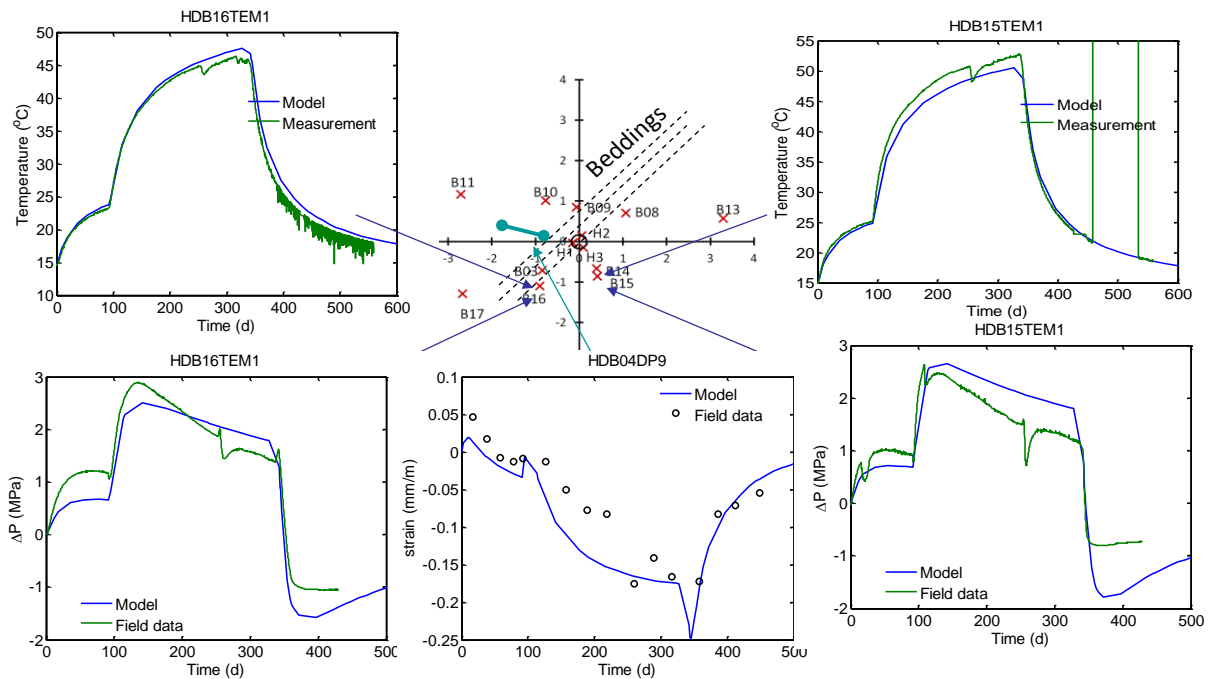 HDB16TEM1
50
45
40
35
30
25
20
15
10
0 100 200 300 400 500 600
Temperature (⁰C)
Time (d)
Model
Measurement
4
3
2
1
0
-1
-2
-3 -2 -1 0 1 2 3 4
Beddings
B11
B10
B09
B08
B13
H2
H1
H3
B03
B14
B15
B16
B17
HDB15TEM1
55
50
45
40
35
30
25
20
15
10
0 100 200 300 400 500 600
Temperature (⁰C)
Time (d)
Model
Measurement
HDB16TEM1
3
2
1
0
-1
-2
0 100 200 300 400 500
ΔP (MPa)
Time (d)
Model
Field data
HDB04DP9
0.1
0.05
0
-0.05
-0.1
-0.15
-0.2
-0.25
0 100 200 300 400 500
strain (mm/m)
Time (d)
Model
Field data
HDB15TEM1
3
2
1
0
-1
-2
0 100 200 300 400 500
ΔP (MPa)
Time (d)
Model
Field data